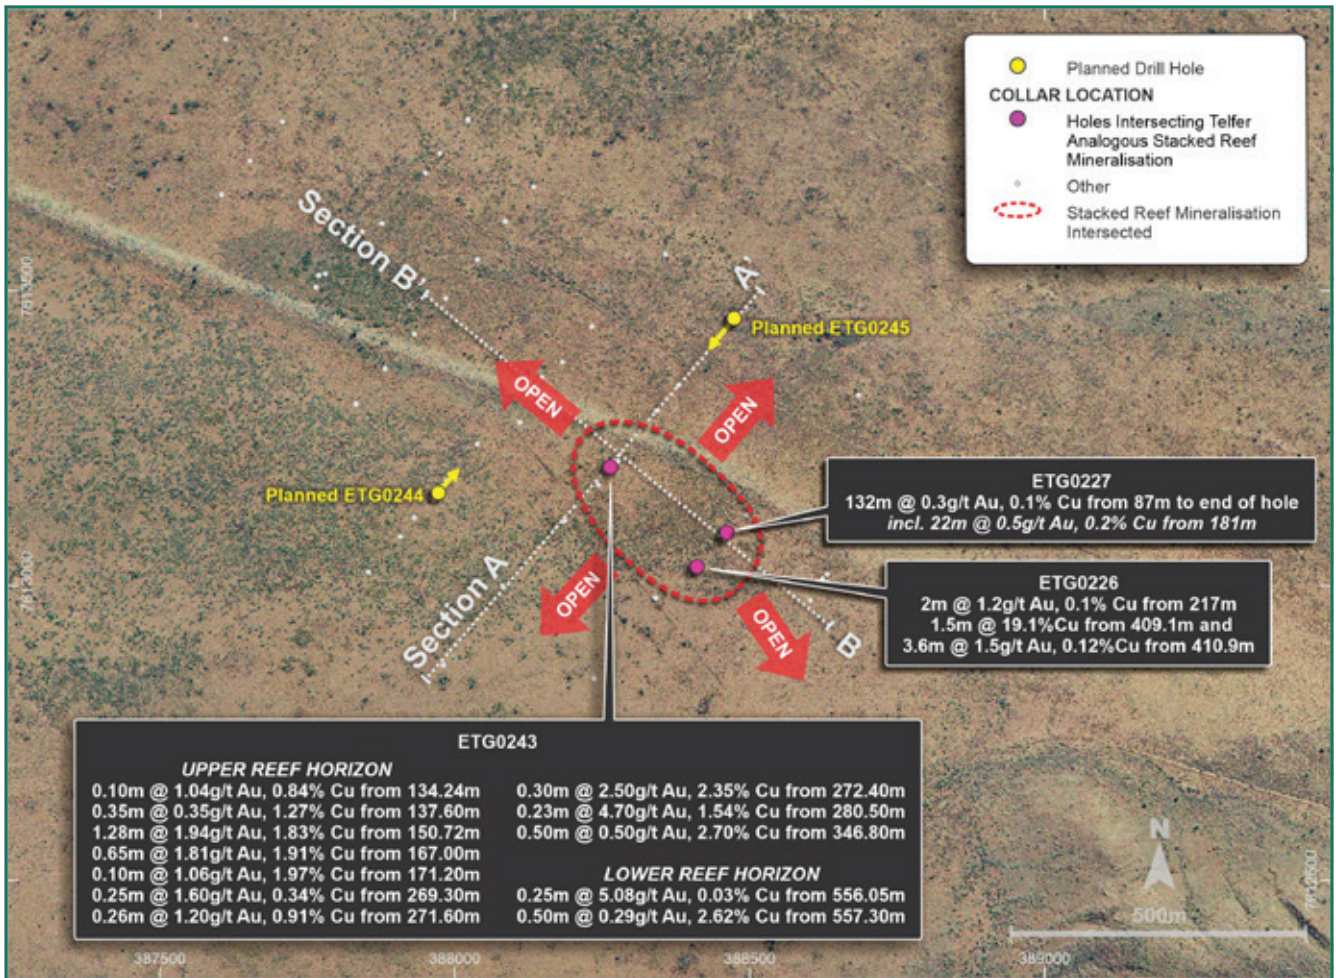 Planned Drill Hole
COLLAR LOCATION
Holes Intersecting Telfer
Analogous Stacked Reef
Mineralisation
Other
Stacked Reef Mineralisation
Intersected
Section B'
A'
Planned ETG0245
7613500
OPEN
OPEN
Planned ETG0244
ETG0227
132m @ 0.3g/t Au, 0.1% Cu from 87m to end of hole
incl. 22m @ 0.5g/t Au, 0.2% Cu from 181m
7613000
Section A
OPEN
OPEN
B
ETG0226
2m @ 1.2g/t Au, 0.1% Cu from 217m
1.5m @ 19.1%Cu from 409.1m and
3.6m @ 1.5g/t Au, 0.12%Cu from 410.9m
ETG0243
UPPER REEF HORIZON
0.10m @ 1.04g/t Au, 0.84% Cu from 134.24m
0.35m @ 0.35g/t Au, 1.27% Cu from 137.60m
1.28m @ 1.94g/t Au, 1.83% Cu from 150.72m
0.65m @ 1.81g/t Au, 1.91% Cu from 167.00m
0.10m @ 1.06g/t Au, 1.97% Cu from 171.20m
0.25m @ 1.60g/t Au, 0.34% Cu from 269.30m
0.26m @ 1.20g/t Au, 0.91% Cu from 271.60m
0.30m @ 2.50g/t Au, 2.35% Cu from 272.40m
0.23m @ 4.70g/t Au, 1.54% Cu from 280.50m
0.50m @ 0.50g/t Au, 2.70% Cu from 346.80m
LOWER REEF HORIZON
0.25m @ 5.08g/t Au, 0.03% Cu from 556.05m
0.50m @ 0.29g/t Au, 2.62% Cu from 557.30m
N
500m
7612500
387500
388000
388500
389000